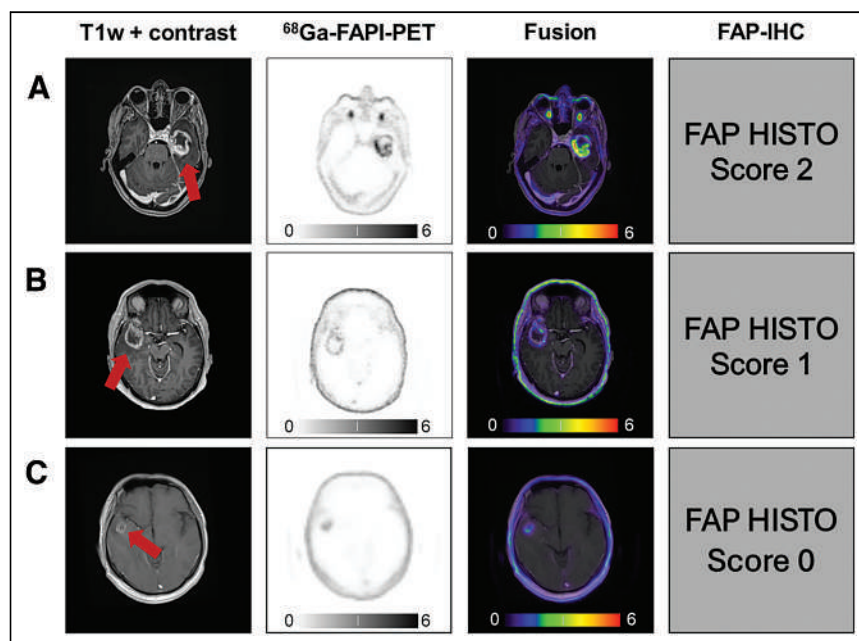 T1w + contrast
⁶⁸Ga-FAPI-PET
Fusion
FAP-IHC
A
0 6
0 6
FAP HISTO
Score 2
B
0 6
0 6
FAP HISTO
Score 1
C
0 6
0 6
FAP HISTO
Score 0